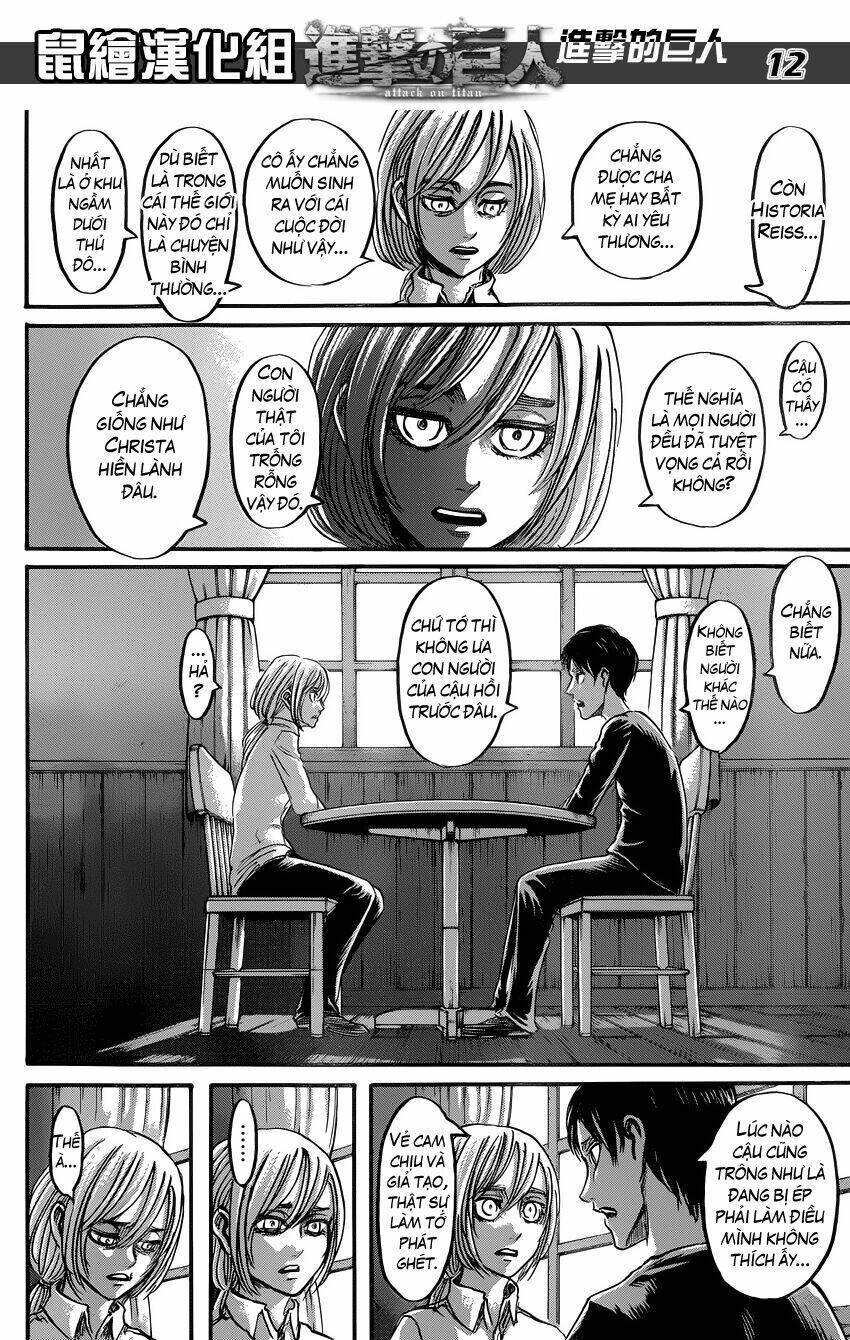 鼠繪漢化組
進撃の巨人
attack on titan
進擊的巨人
12
CÒN
HISTORIA
REISS...
CHẲNG
ĐƯỢC CHA
MẸ HAY BẤT
KỲ AI YÊU
THƯƠNG...
CÔ ẤY CHẲNG
MUỐN SINH
RA VỚI CÁI
CUỘC ĐỜI
NHƯ VẬY...
DÙ BIẾT
LÀ TRONG
CÁI THẾ GIỚI
NÀY ĐÓ CHỈ
LÀ CHUYỆN
BÌNH
THƯỜNG...
NHẤT
LÀ Ở KHU
NGẦM
DƯỚI
THỦ
ĐÔ...
CẬU
CÓ
THẤY
...
THẾ NGHĨA
LÀ MỌI NGƯỜI
ĐỀU ĐÃ TUYỆT
VỌNG CẢ RỒI
KHÔNG?
CON
NGƯỜI
THẬT
CỦA TÔI
TRỐNG
RỖNG
VẬY ĐÓ.
CHẲNG
GIỐNG NHƯ
CHRISTA
HIỀN LÀNH
ĐÂU.
CHẲNG
BIẾT
NỮA.
KHÔNG
BIẾT
NGƯỜI
KHÁC
THẾ NÀO
...
CHỨ TỚ THÌ
KHÔNG ƯA
CON NGƯỜI
CỦA CẬU HỒI
TRƯỚC ĐÂU.
...
HẢ
?
LÚC NÀO
CẬU CŨNG
TRÔNG NHƯ LÀ
ĐANG BỊ ÉP
PHẢI LÀM ĐIỀU
MÌNH KHÔNG
THÍCH ẤY...
VẺ CAM
CHỊU VÀ
GIẢ TẠO,
THẬT SỰ
LÀM TỚ
PHÁT
GHÉT.
......
THẾ
À...